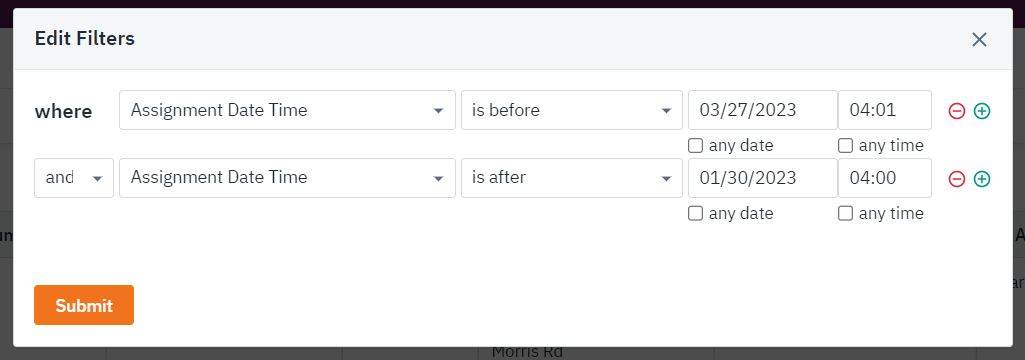 Edit Filters
where Assignment Date Time is before 03/27/2023 04:01
any date any time
and Assignment Date Time is after 01/30/2023 04:00
any date any time
Submit
Morris Rd